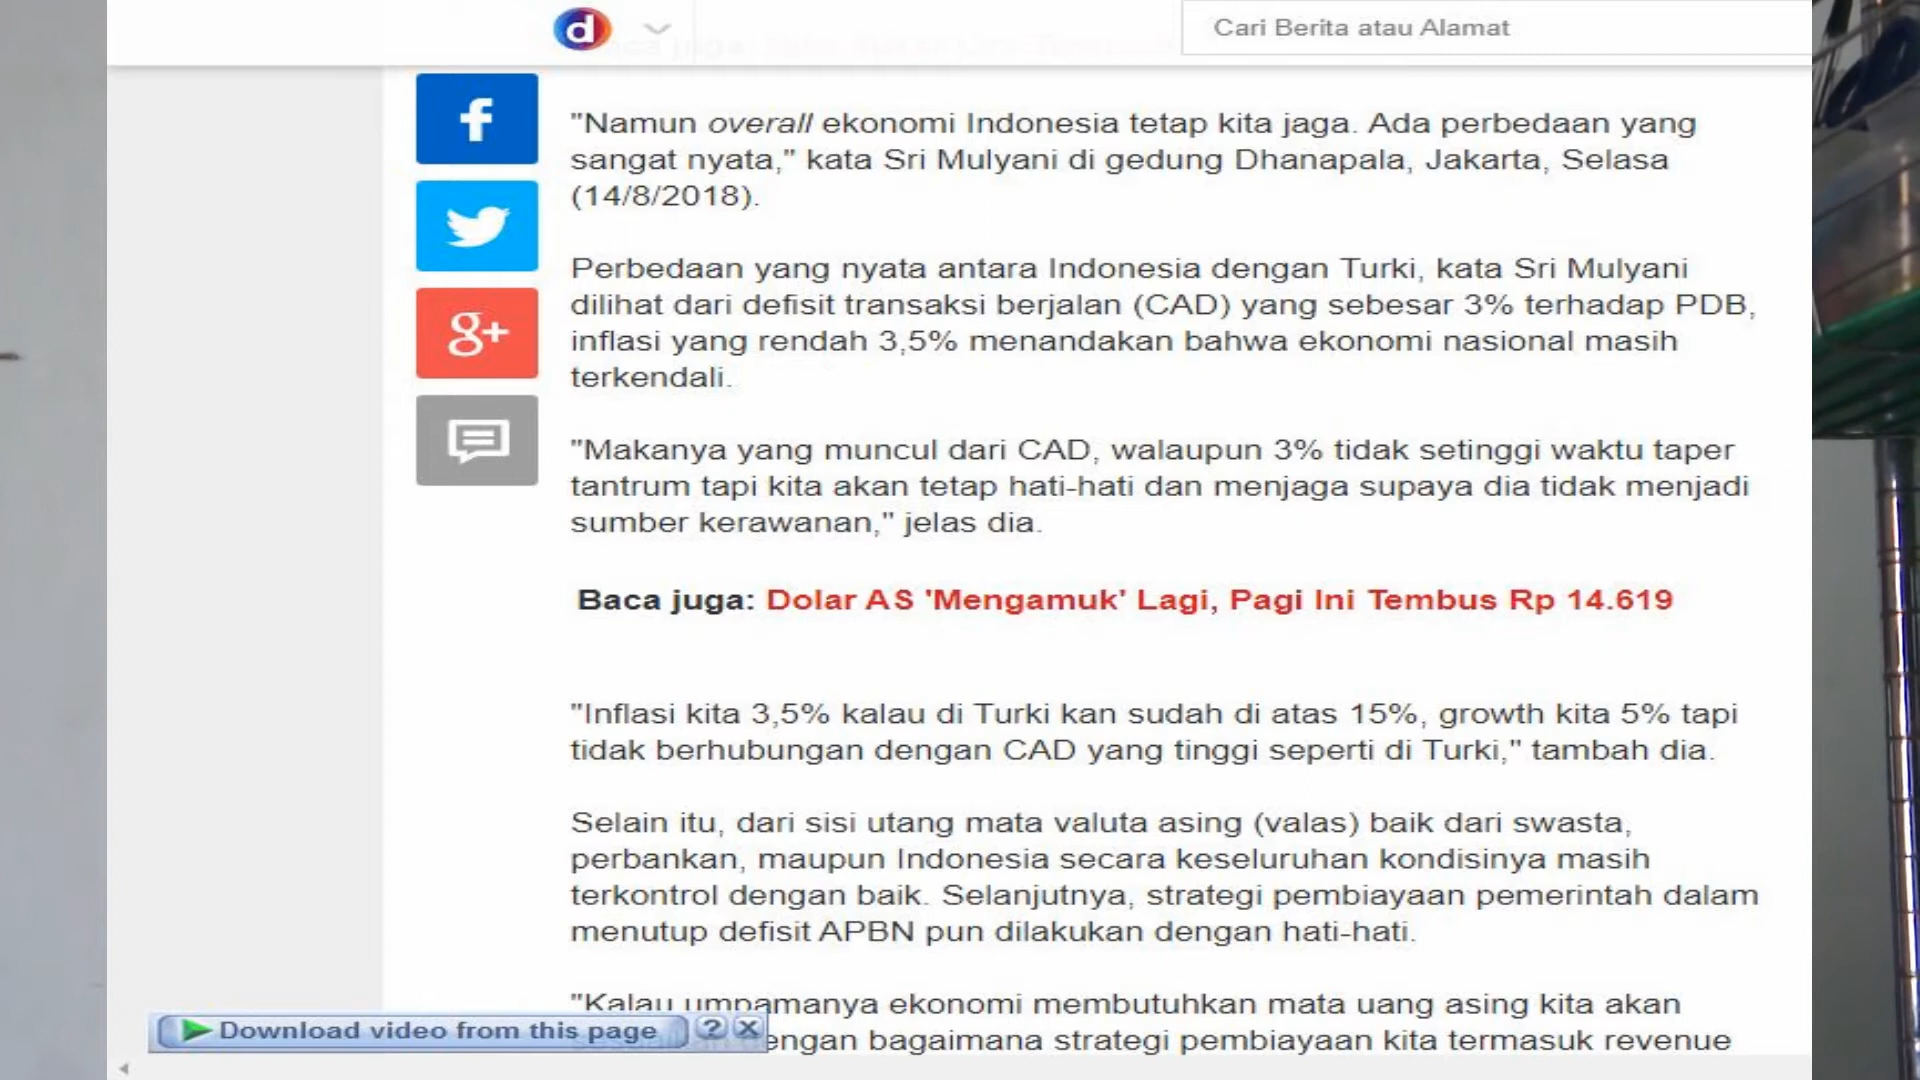 d
Cari Berita atau Alamat
f
g+
"Namun overall ekonomi Indonesia tetap kita jaga. Ada perbedaan yang
sangat nyata," kata Sri Mulyani di gedung Dhanapala, Jakarta, Selasa
(14/8/2018).
Perbedaan yang nyata antara Indonesia dengan Turki, kata Sri Mulyani
dilihat dari defisit transaksi berjalan (CAD) yang sebesar 3% terhadap PDB,
inflasi yang rendah 3,5% menandakan bahwa ekonomi nasional masih
terkendali.
"Makanya yang muncul dari CAD, walaupun 3% tidak setinggi waktu taper
tantrum tapi kita akan tetap hati-hati dan menjaga supaya dia tidak menjadi
sumber kerawanan," jelas dia.
Baca juga: Dolar AS 'Mengamuk' Lagi, Pagi Ini Tembus Rp 14.619
"Inflasi kita 3,5% kalau di Turki kan sudah di atas 15%, growth kita 5% tapi
tidak berhubungan dengan CAD yang tinggi seperti di Turki," tambah dia.
Selain itu, dari sisi utang mata valuta asing (valas) baik dari swasta,
perbankan, maupun Indonesia secara keseluruhan kondisinya masih
terkontrol dengan baik. Selanjutnya, strategi pembiayaan pemerintah dalam
menutup defisit APBN pun dilakukan dengan hati-hati.
"Kalau umpamanya ekonomi membutuhkan mata uang asing kita akan
dengan bagaimana strategi pembiayaan kita termasuk revenue
Download video from this page ? X